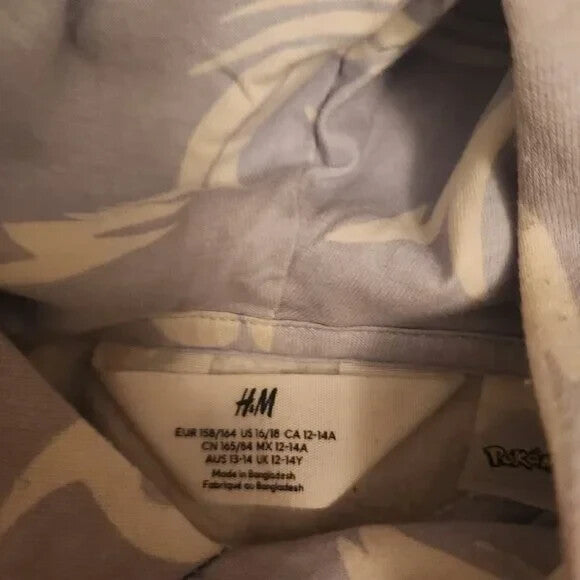 H&M
EUR 158/164 US 16/18 CA 12-14A
CN 165/84 MX 12-14A
AUS 13-14 UK 12-14Y
Made in Bangladesh
Fabriqué au Bangladesh